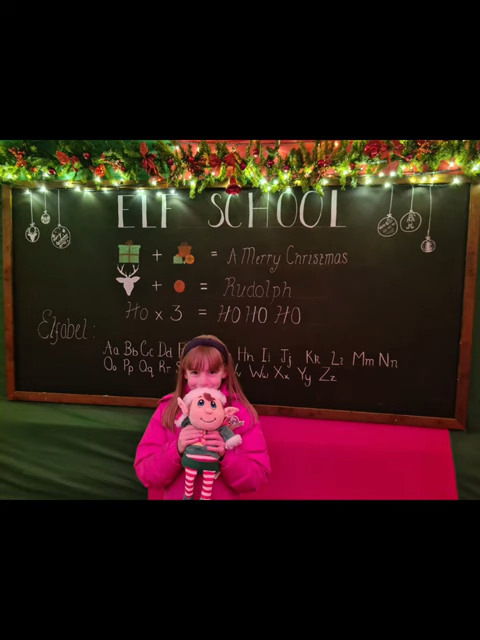 ELF SCHOOL
+ = A Merry Christmas
+ = Rudolph
Ho x 3 = HO HO HO
Elfabet:
Aa Bb Cc Dd Hh Ii Jj Kk Ll Mm Nn
Oo Pp Qq Rr Ww Xx Yy Zz